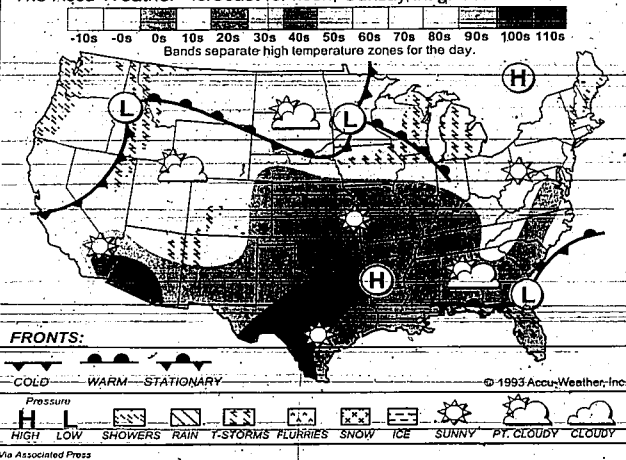 -10s -0s 0s 10s 20s 30s 40s 50s 60s 70s 80s 90s 100s 110s
Bands separate high temperature zones for the day.
H
L
L
H
L
FRONTS:
COLD WARM STATIONARY
© 1993 Accu-Weather, Inc.
Pressure
H L
HIGH LOW SHOWERS RAIN T-STORMS FLURRIES SNOW ICE SUNNY PT. CLOUDY CLOUDY
Via Associated Press